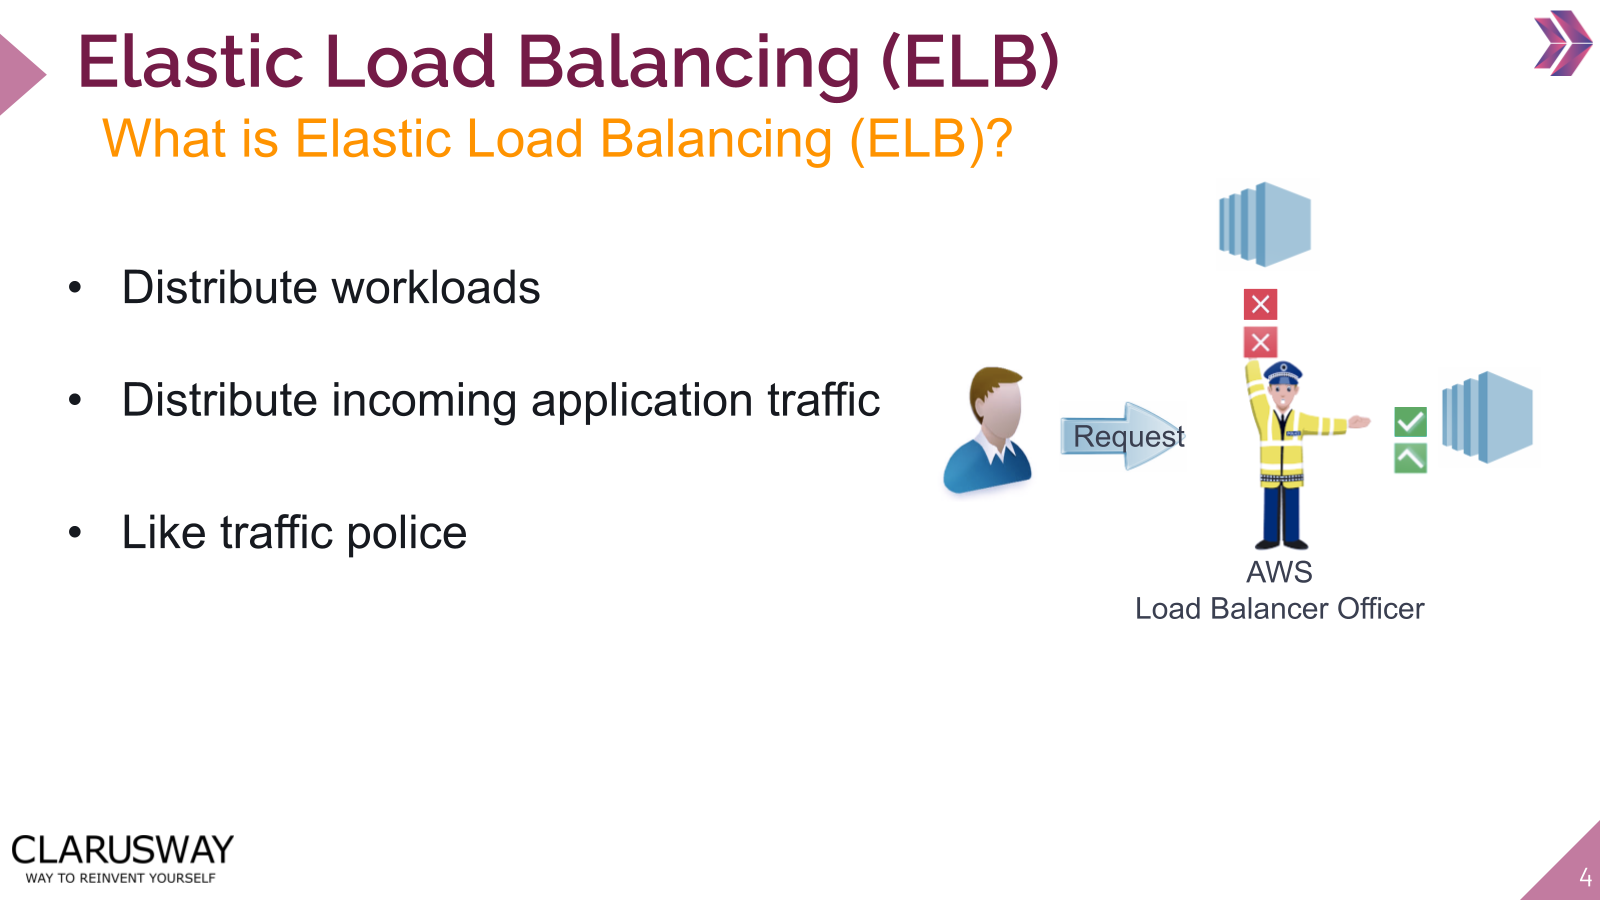 Elastic Load Balancing (ELB)
What is Elastic Load Balancing (ELB)?
• Distribute workloads
• Distribute incoming application traffic
• Like traffic police
Request
AWS
Load Balancer Officer
CLARUSWAY
WAY TO REINVENT YOURSELF
4